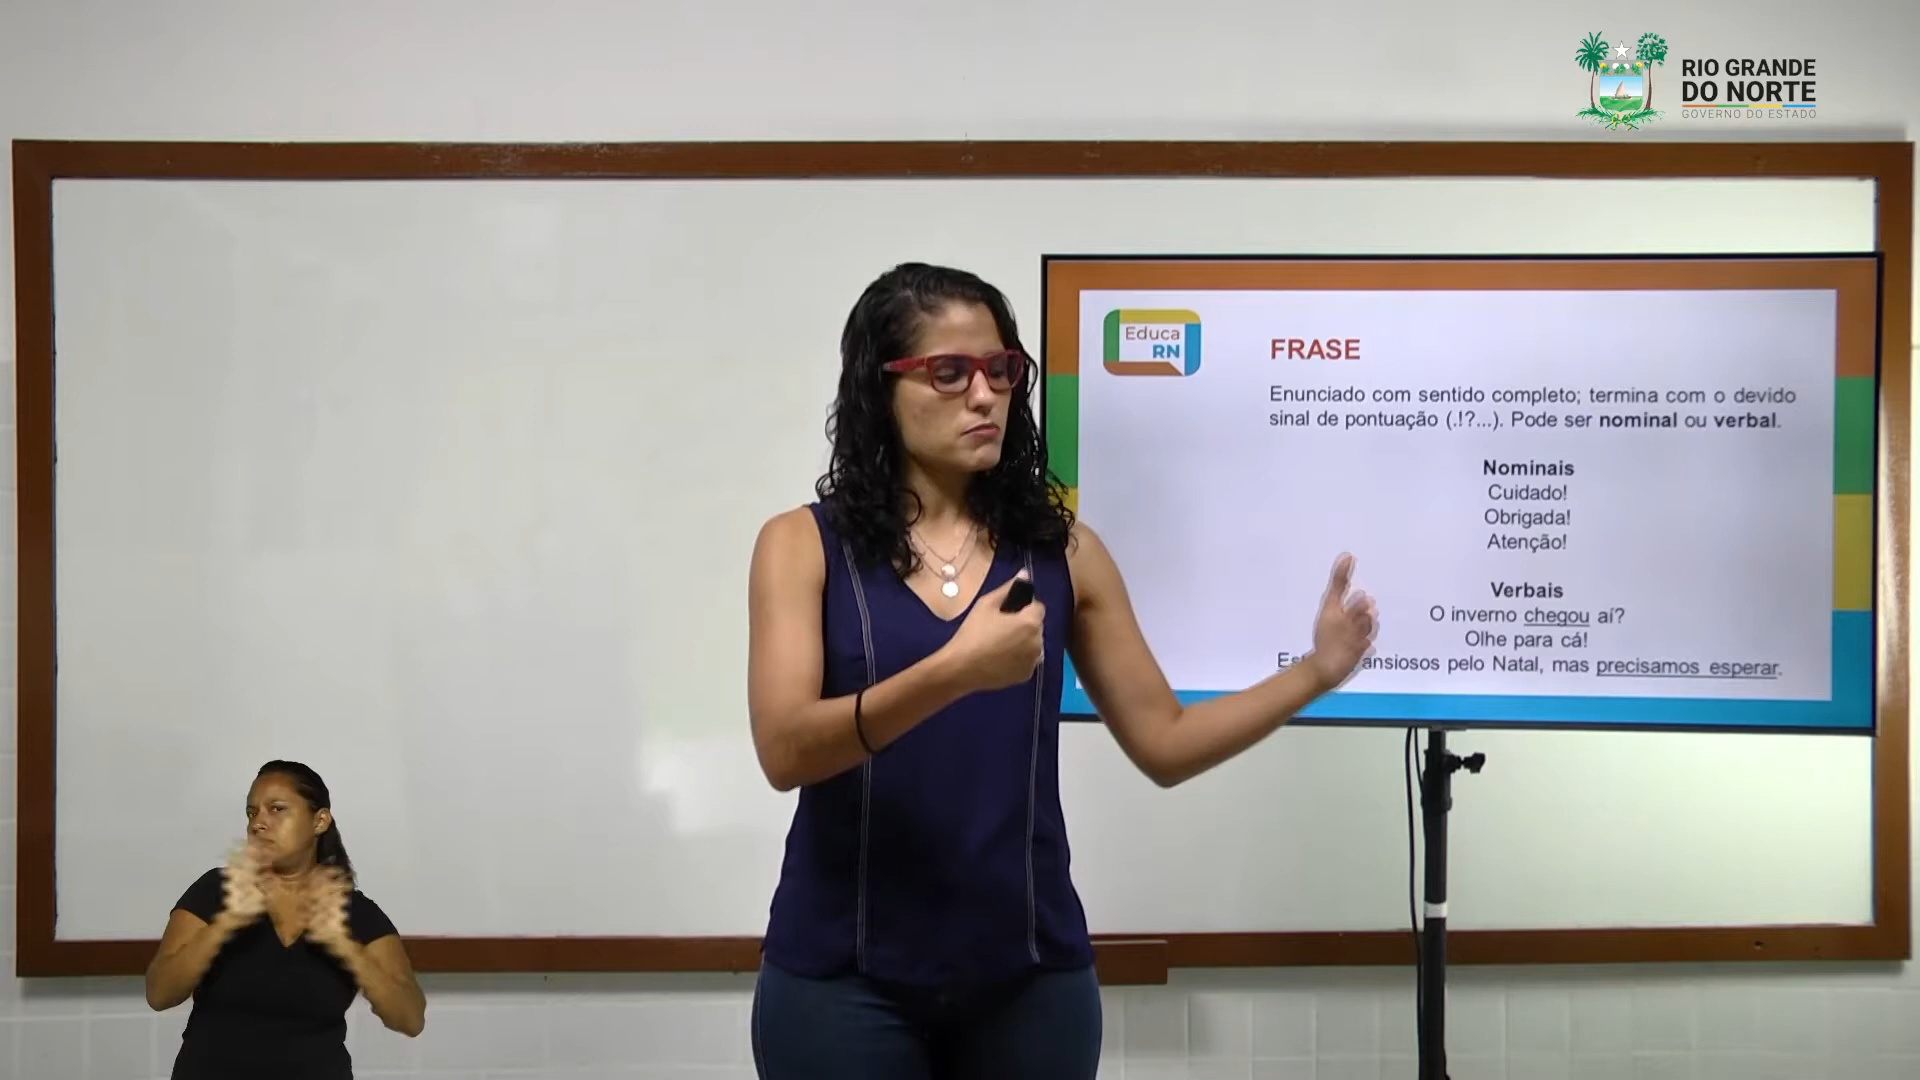 RIO GRANDE
DO NORTE
GOVERNO DO ESTADO
Educa
RN
FRASE
Enunciado com sentido completo; termina com o devido
sinal de pontuação (.!?...). Pode ser nominal ou verbal.
Nominais
Cuidado!
Obrigada!
Atenção!
Verbais
O inverno chegou aí?
Olhe para cá!
ansiosos pelo Natal, mas precisamos esperar.